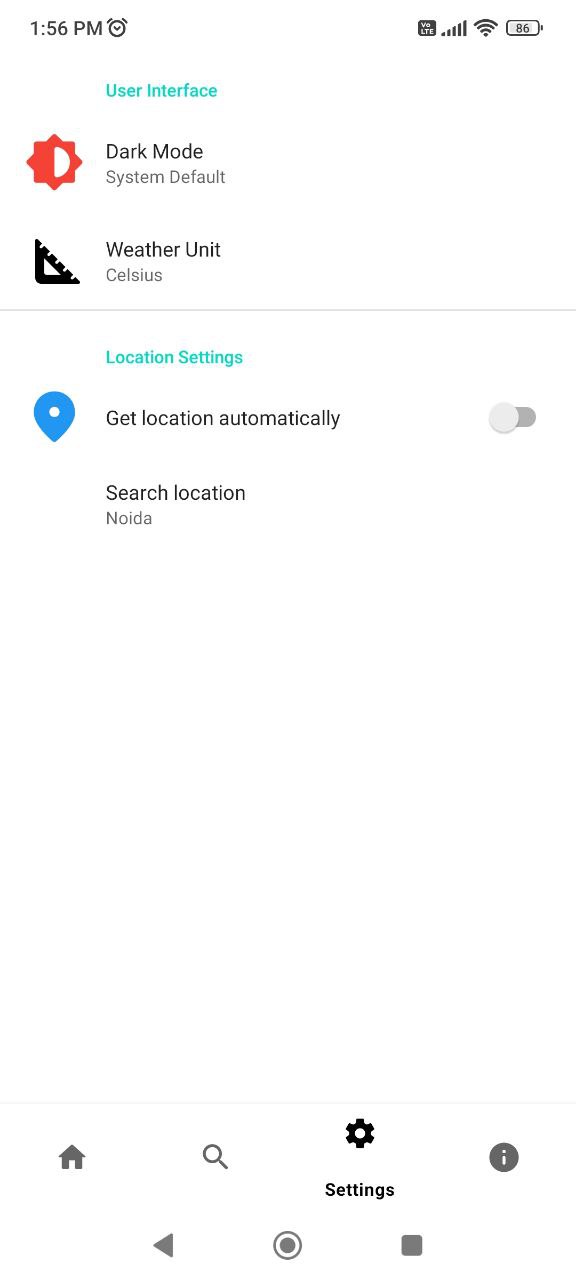 1:56 PM
Vo LTE
86
User Interface
Dark Mode
System Default
Weather Unit
Celsius
Location Settings
Get location automatically
Search location
Noida
Settings